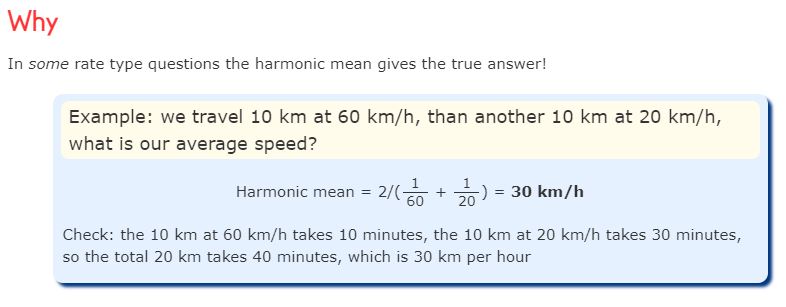 Why
In some rate type questions the harmonic mean gives the true answer!
Example: we travel 10 km at 60 km/h, than another 10 km at 20 km/h,
what is our average speed?
Harmonic mean = 2/(1/60 + 1/20) = 30 km/h
Check: the 10 km at 60 km/h takes 10 minutes, the 10 km at 20 km/h takes 30 minutes,
so the total 20 km takes 40 minutes, which is 30 km per hour